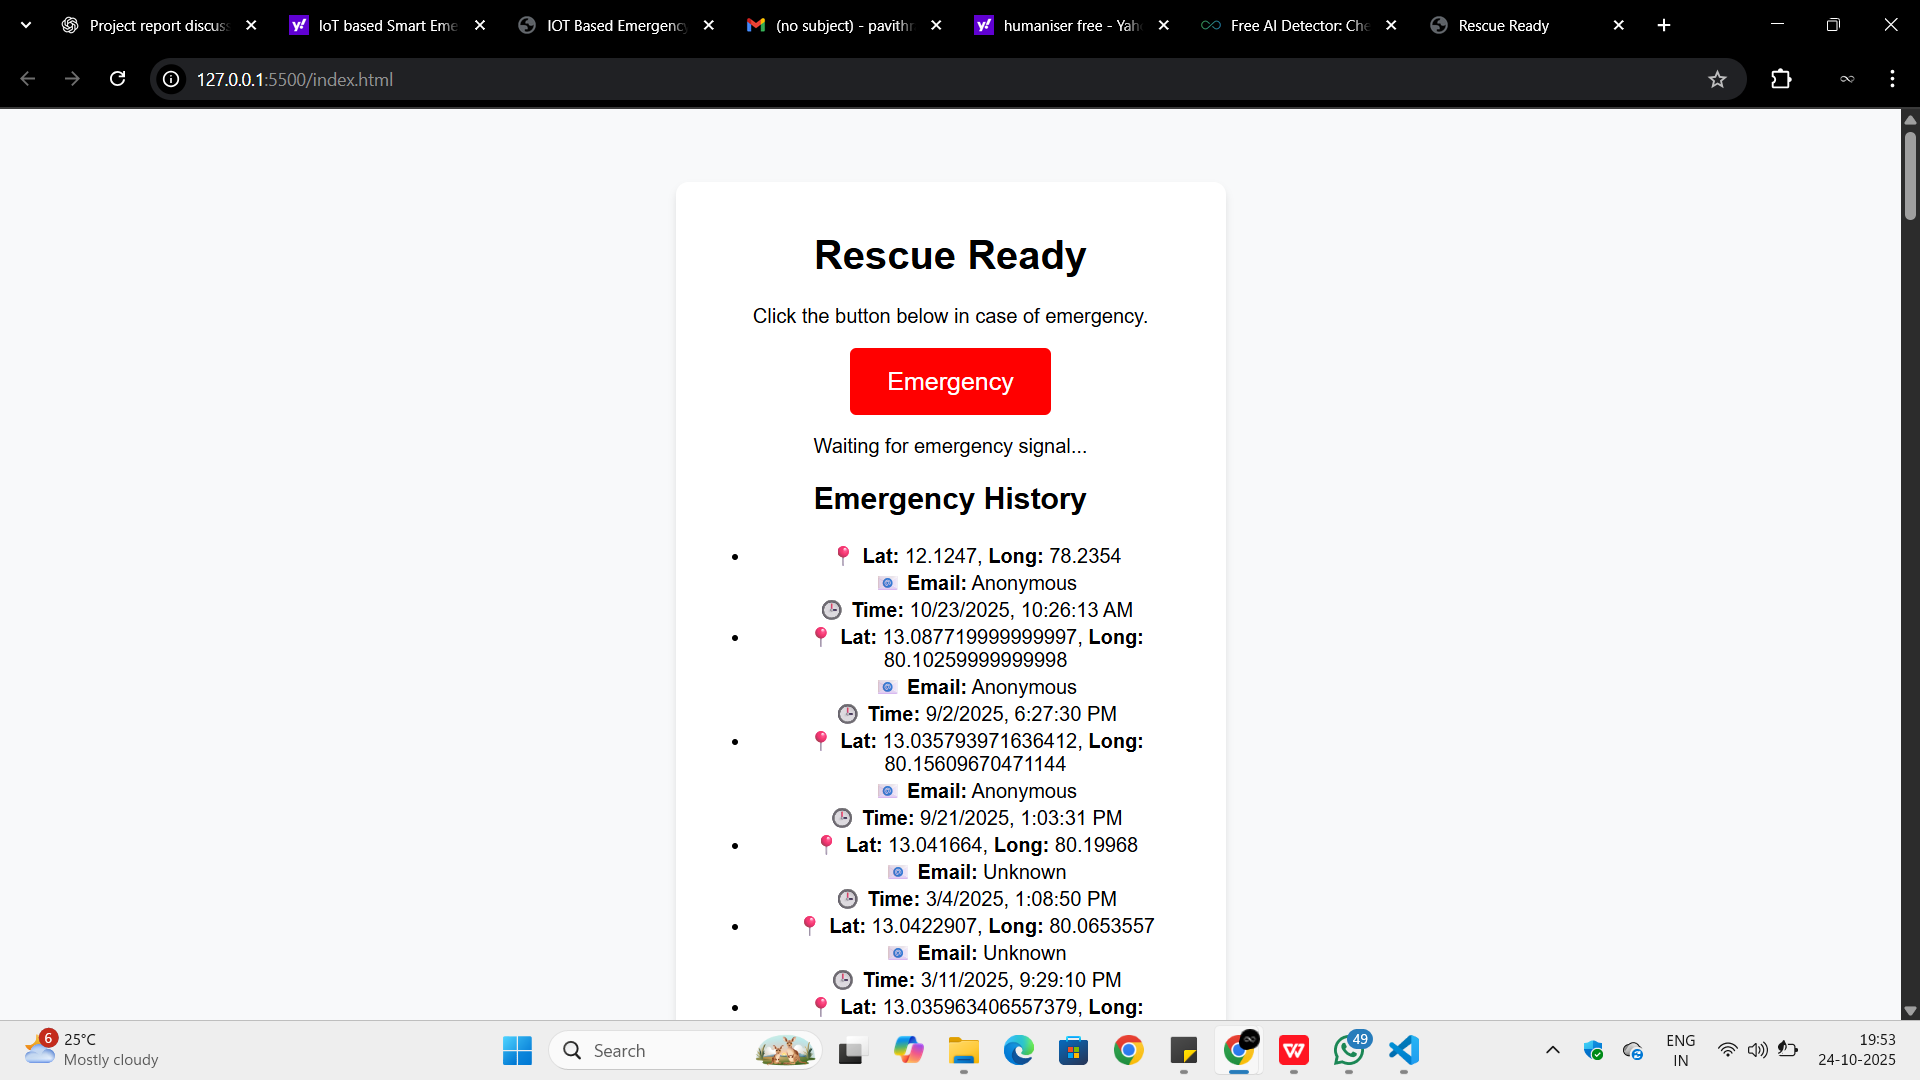 Project report discuss
IoT based Smart Eme
IOT Based Emergency
(no subject) - pavithr
humaniser free - Yah
Free AI Detector: Che
Rescue Ready
127.0.0.1:5500/index.html
Rescue Ready
Click the button below in case of emergency.
Emergency
Waiting for emergency signal...
Emergency History
• 📍 Lat: 12.1247, Long: 78.2354
📧 Email: Anonymous
🕒 Time: 10/23/2025, 10:26:13 AM
• 📍 Lat: 13.087719999999997, Long:
80.10259999999998
📧 Email: Anonymous
🕒 Time: 9/2/2025, 6:27:30 PM
• 📍 Lat: 13.035793971636412, Long:
80.15609670471144
📧 Email: Anonymous
🕒 Time: 9/21/2025, 1:03:31 PM
• 📍 Lat: 13.041664, Long: 80.19968
📧 Email: Unknown
🕒 Time: 3/4/2025, 1:08:50 PM
• 📍 Lat: 13.0422907, Long: 80.0653557
📧 Email: Unknown
🕒 Time: 3/11/2025, 9:29:10 PM
• 📍 Lat: 13.035963406557379, Long:
6
25°C
Mostly cloudy
Search
49
ENG
IN
19:53
24-10-2025